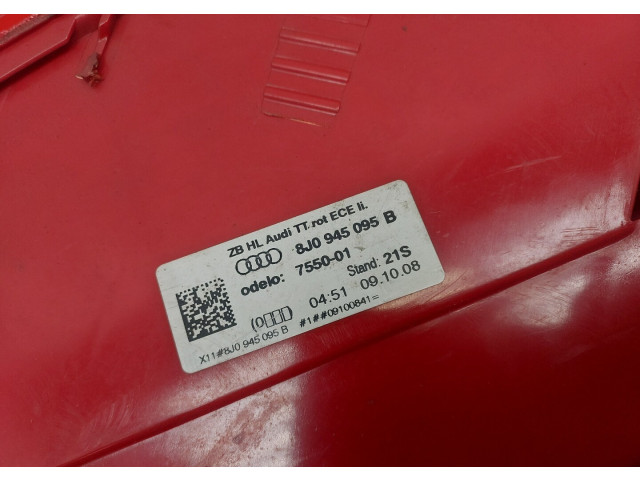 ZB HL Audi TT.rot ECE li.
8J0 945 095 B
odelo: 7550-01 Stand: 21S
04:51 09.10.08
X11#8J0 945 095 B #1##09100841=